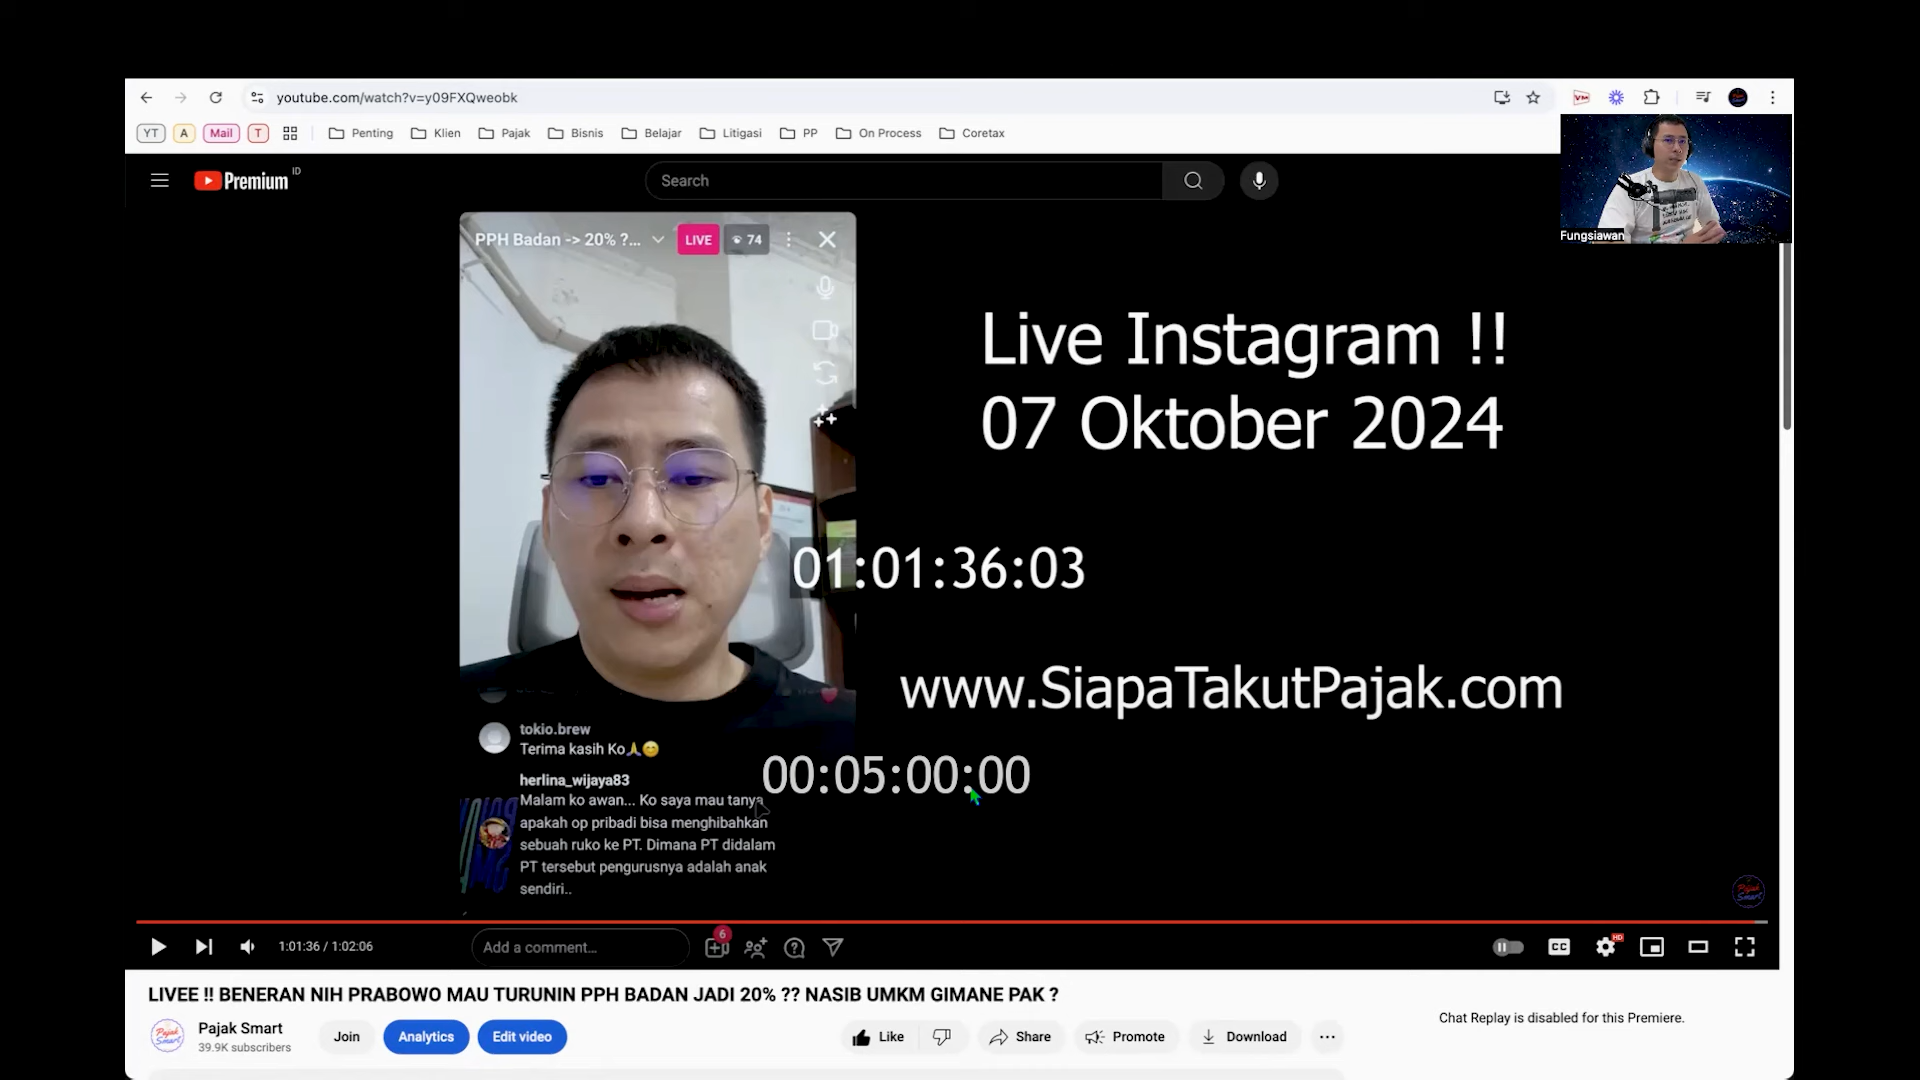 youtube.com/watch?v=y09FXQweobk
YT A Mail T Penting Klien Pajak Bisnis Belajar Litigasi PP On Process Coretax
Premium ID
Search
Fungsiawan
PPH Badan -> 20% ?...
LIVE
74
Live Instagram !!
07 Oktober 2024
01:01:36:03
www.SiapaTakutPajak.com
00:05:00:00
tokio.brew
Terima kasih Ko🙏😊
herlina_wijaya83
Malam ko awan... Ko saya mau tanya
apakah op pribadi bisa menghibahkan
sebuah ruko ke PT. Dimana PT didalam
PT tersebut pengurusnya adalah anak
sendiri..
Pajak
Smart
1:01:36 / 1:02:06
Add a comment...
6
CC
HD
LIVEE !! BENERAN NIH PRABOWO MAU TURUNIN PPH BADAN JADI 20% ?? NASIB UMKM GIMANE PAK ?
Pajak
Smart
Pajak Smart
39.9K subscribers
Join
Analytics
Edit video
Like
Share
Promote
Download
Chat Replay is disabled for this Premiere.